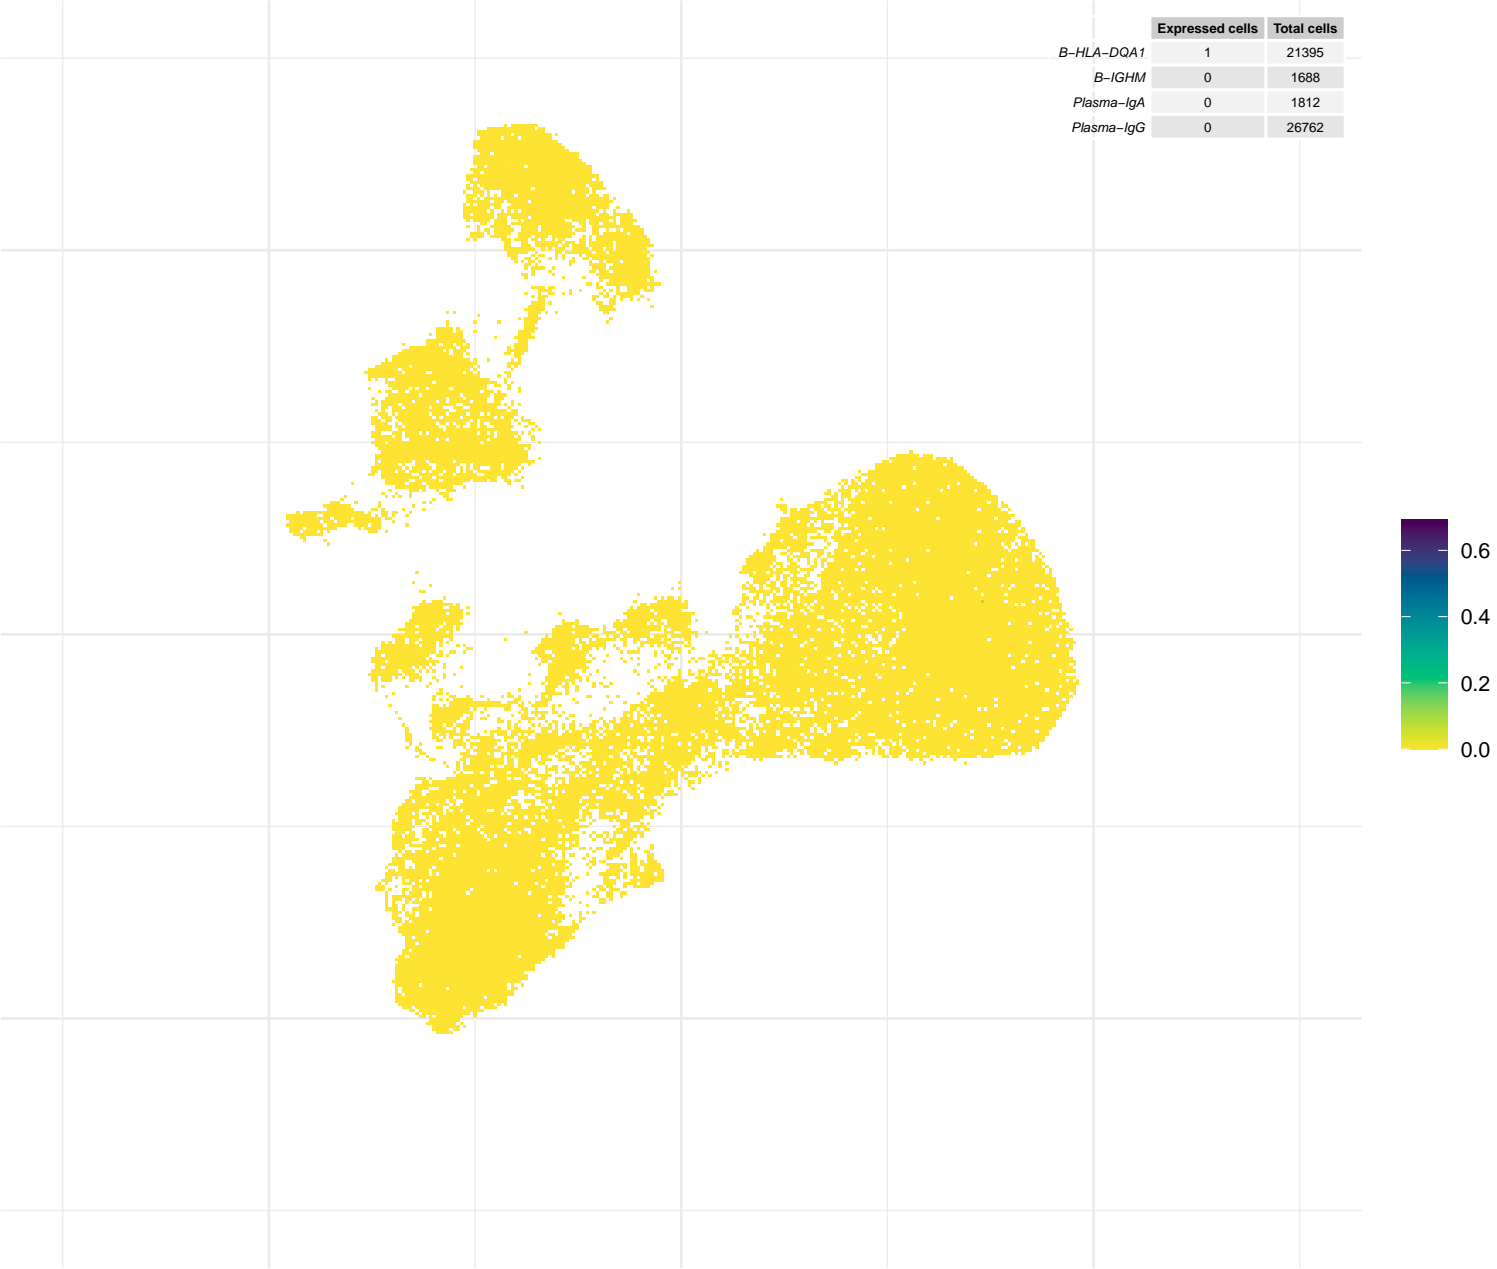 Expressed cells Total cells
B−HLA−DQA1 1 21395
B−IGHM 0 1688
Plasma−IgA 0 1812
Plasma−IgG 0 26762
0.6
0.4
0.2
0.0